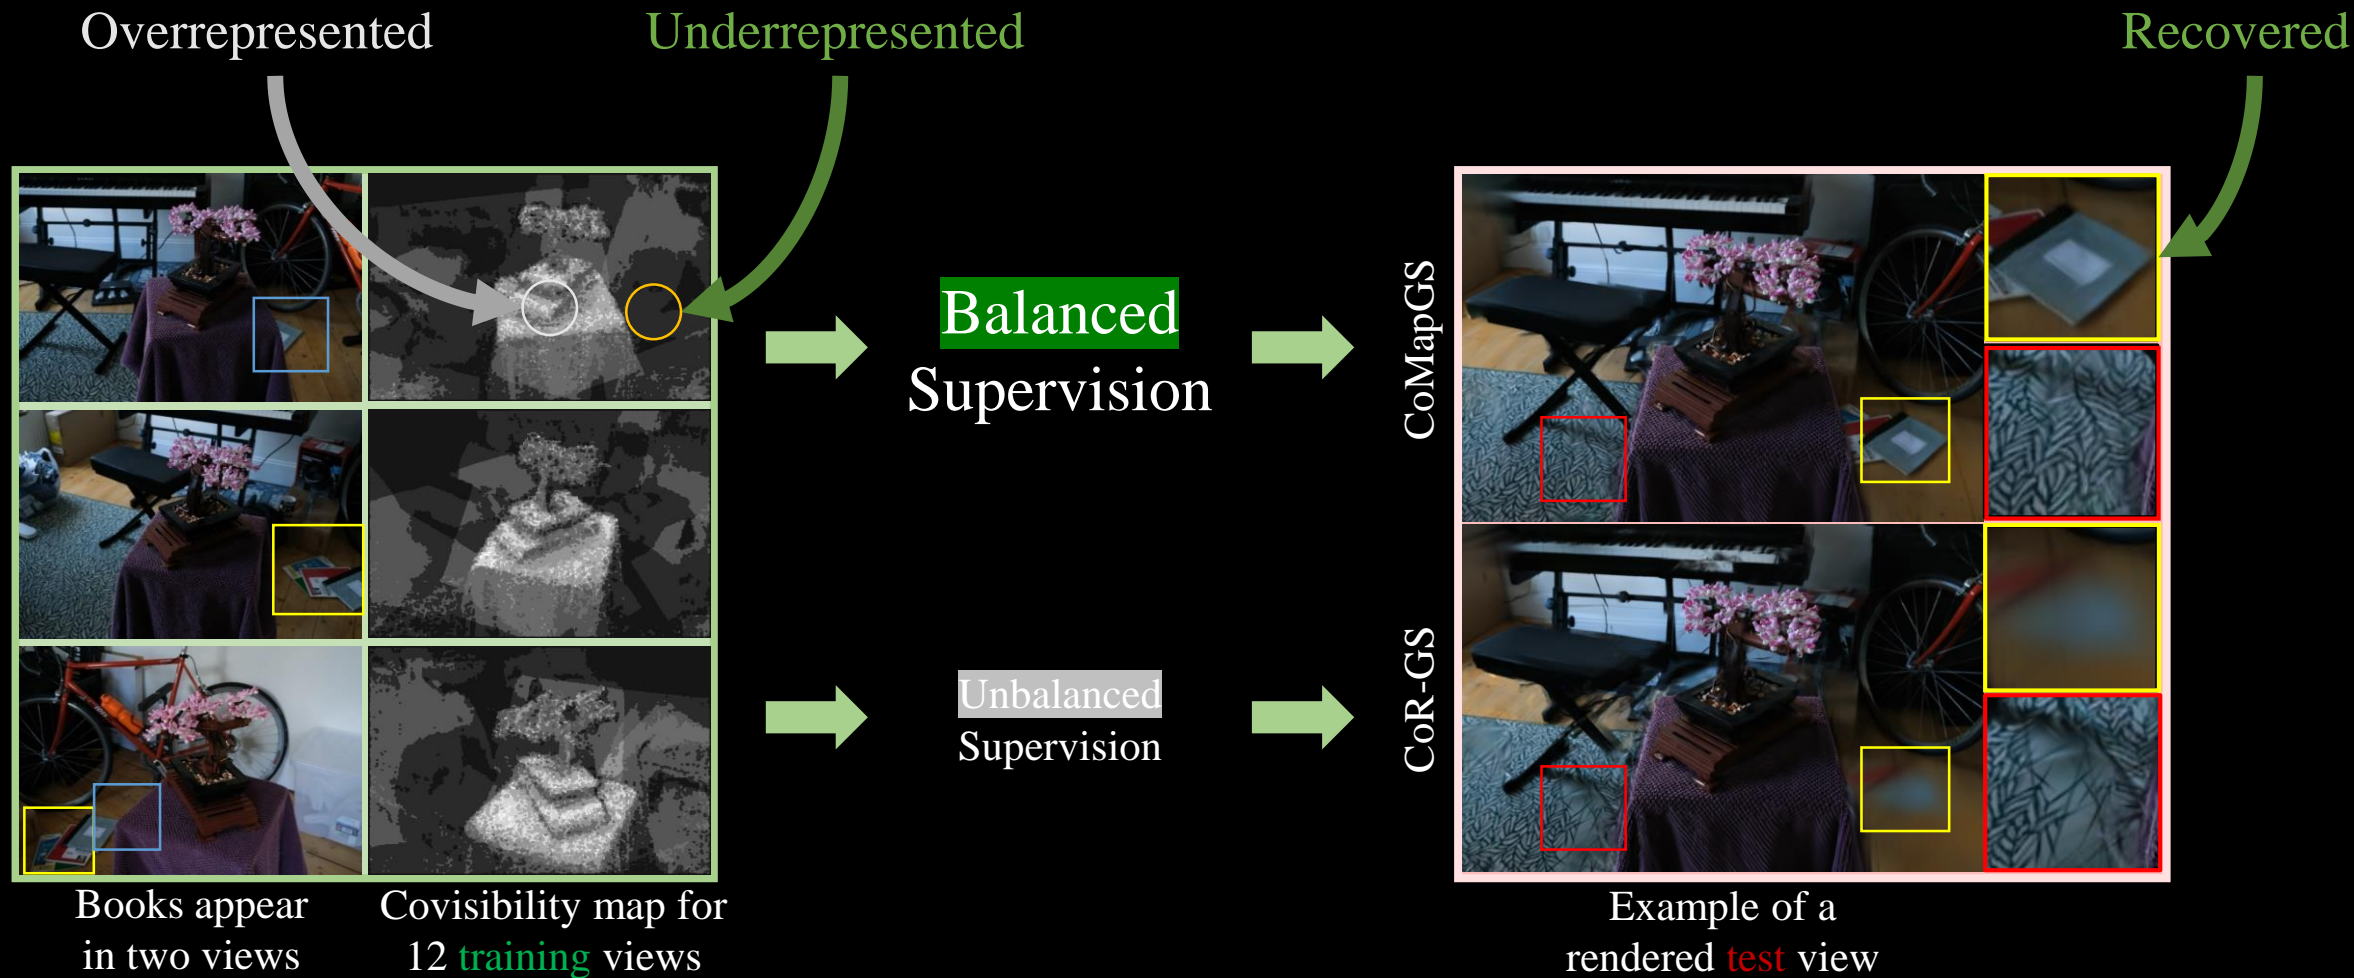 Overrepresented
Underrepresented
Recovered
Balanced
Supervision
Unbalanced
Supervision
CoMapGS
CoR-GS
Books appear
in two views
Covisibility map for
12 training views
Example of a
rendered test view